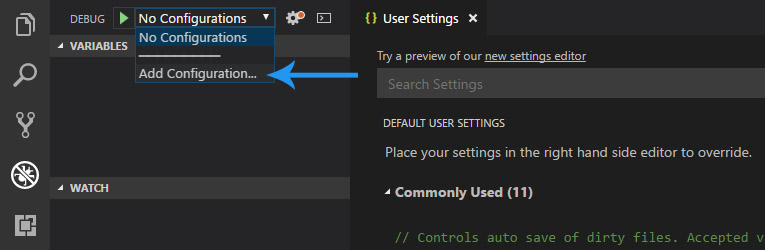 DEBUG
No Configurations
No Configurations
Add Configuration...
VARIABLES
WATCH
{} User Settings
Try a preview of our new settings editor
Search Settings
DEFAULT USER SETTINGS
Place your settings in the right hand side editor to override.
Commonly Used (11)
// Controls auto save of dirty files. Accepted v